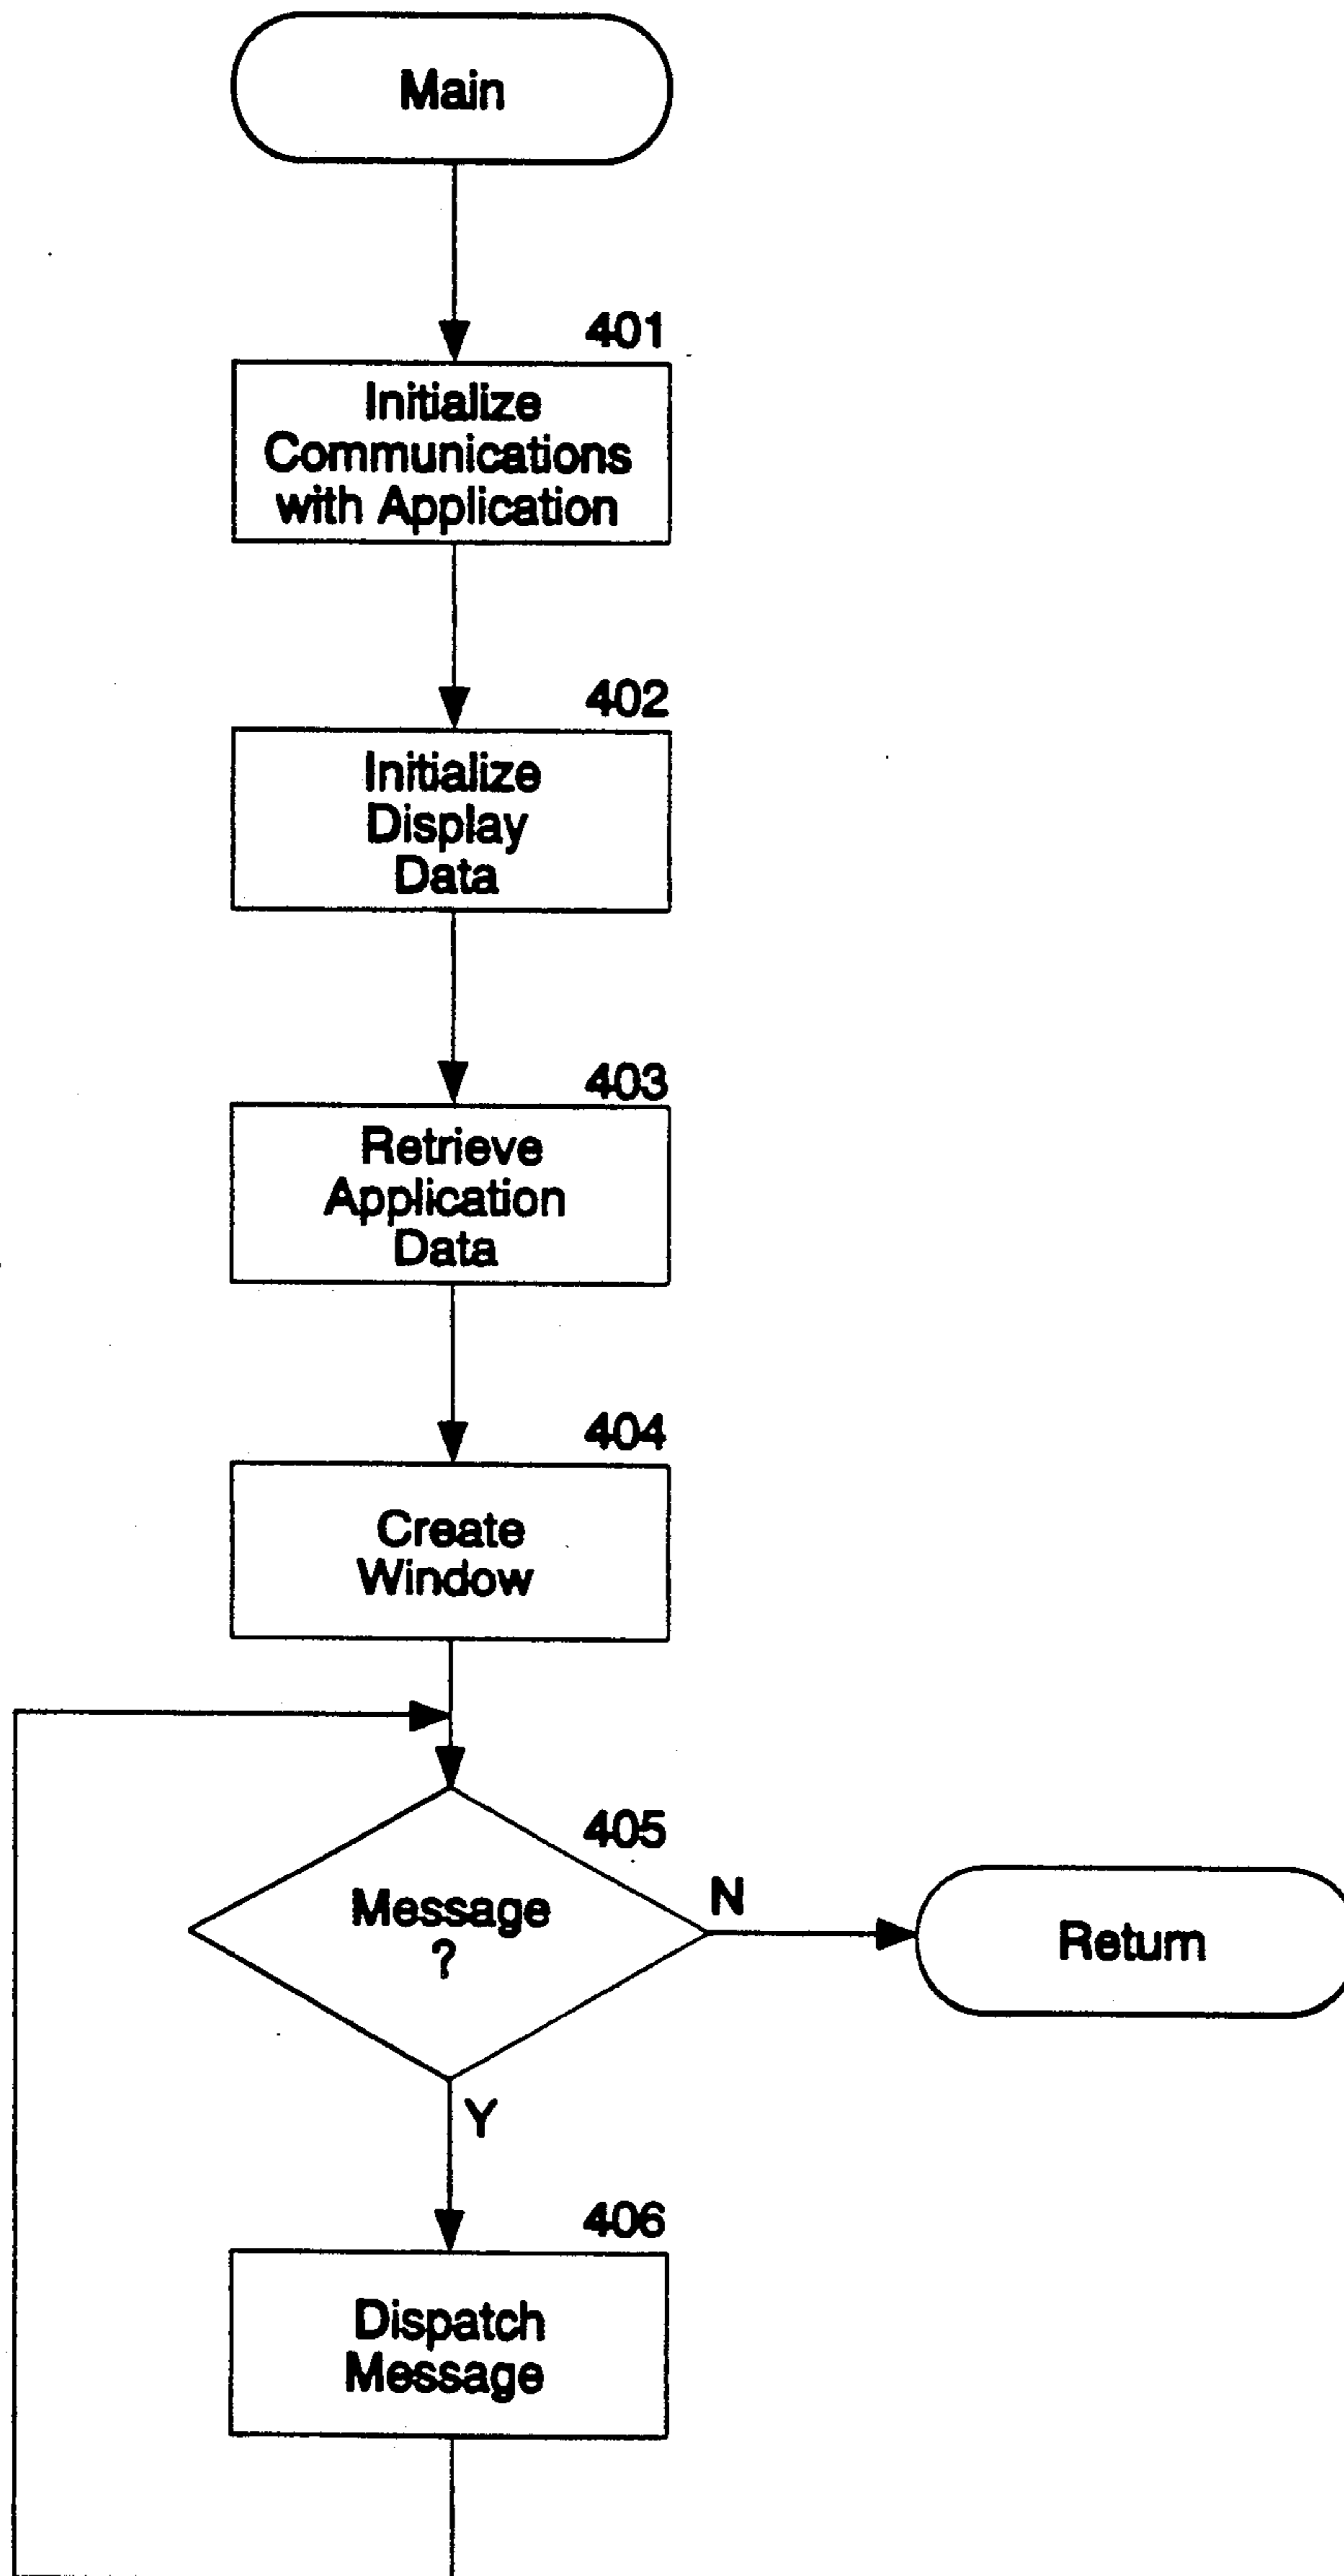 Main
401
Initialize
Communications
with Application
402
Initialize
Display
Data
403
Retrieve
Application
Data
404
Create
Window
405
Message
?
N
Return
Y
406
Dispatch
Message